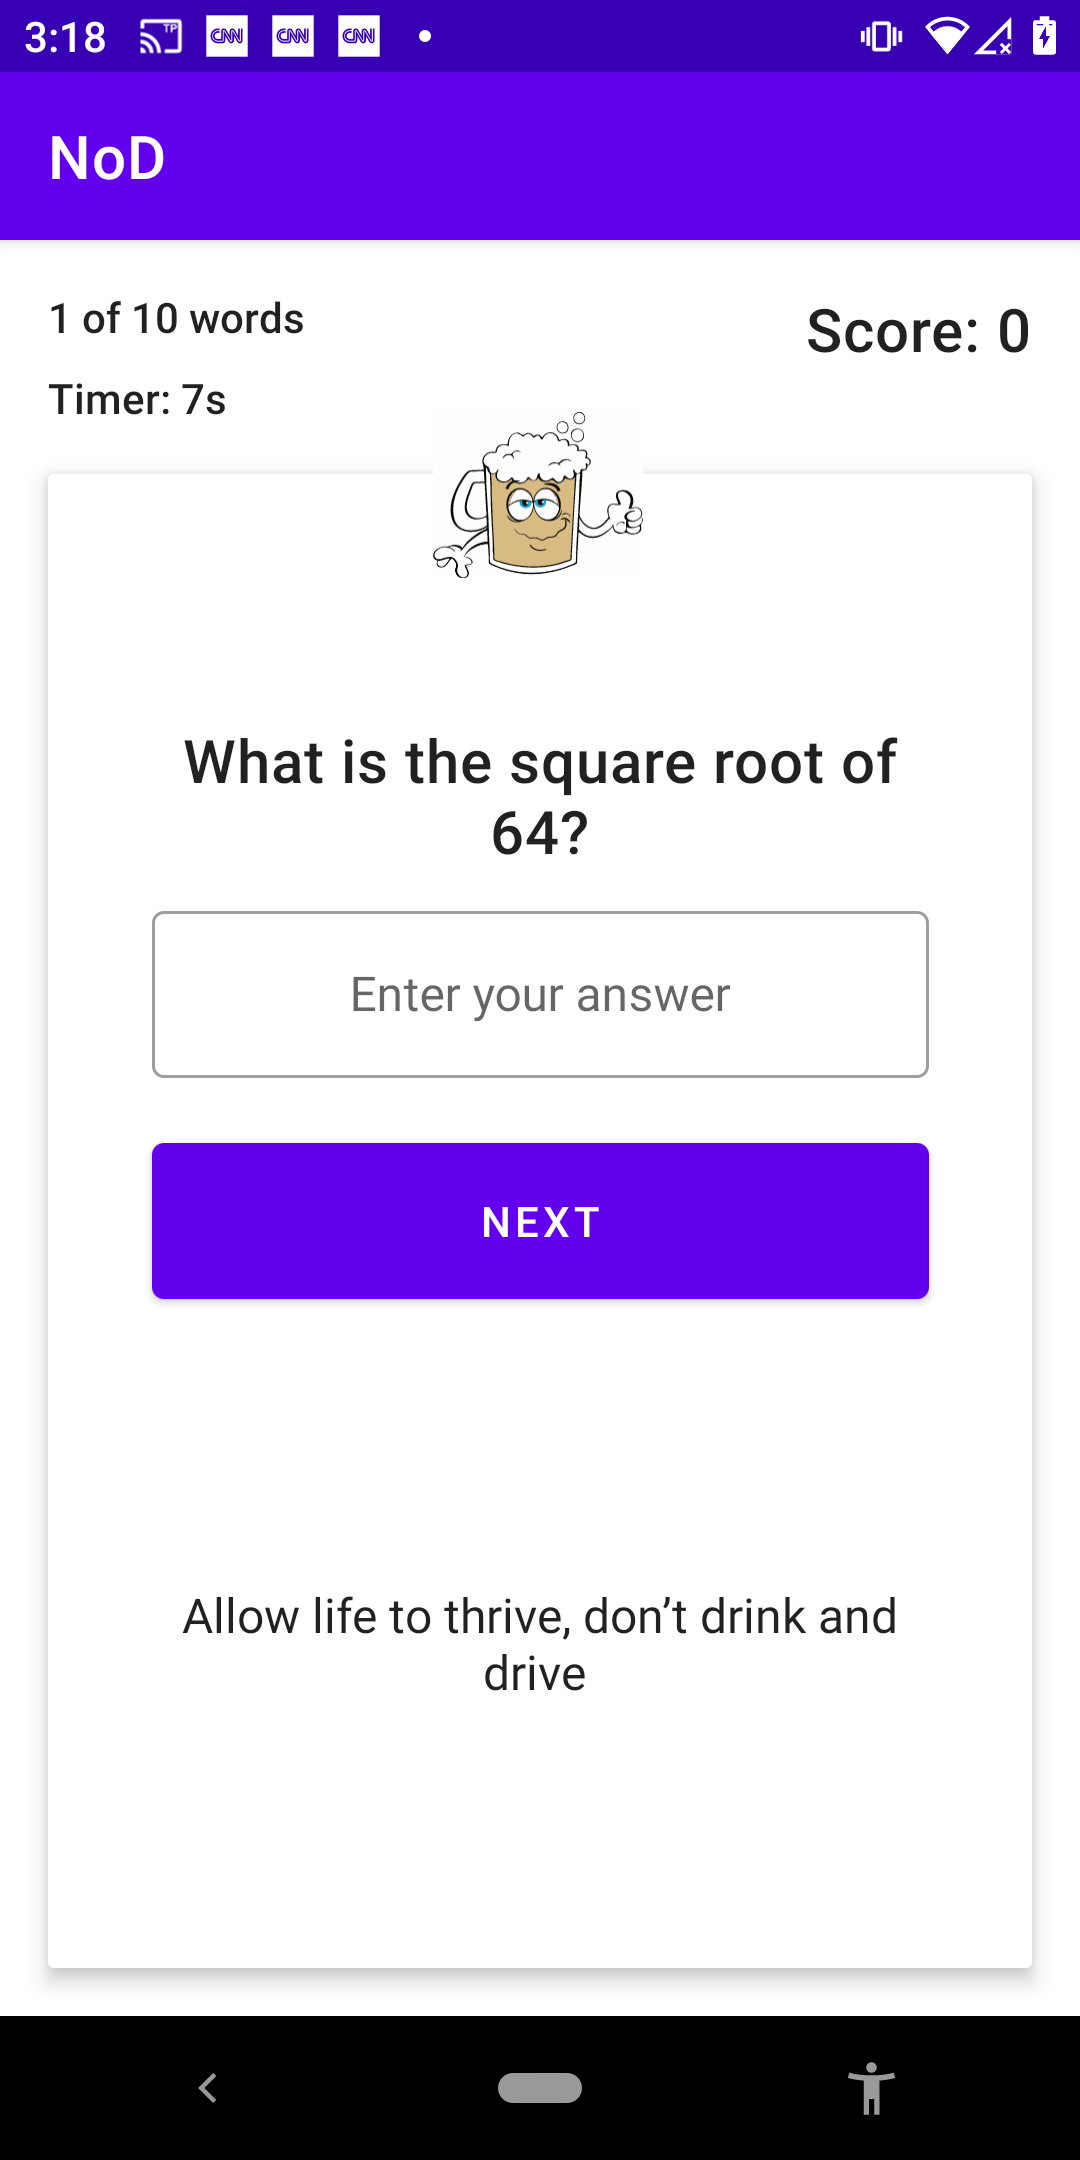 3:18
TP
CNN CNN CNN
NoD
1 of 10 words
Score: 0
Timer: 7s
What is the square root of
64?
Enter your answer
NEXT
Allow life to thrive, don’t drink and
drive